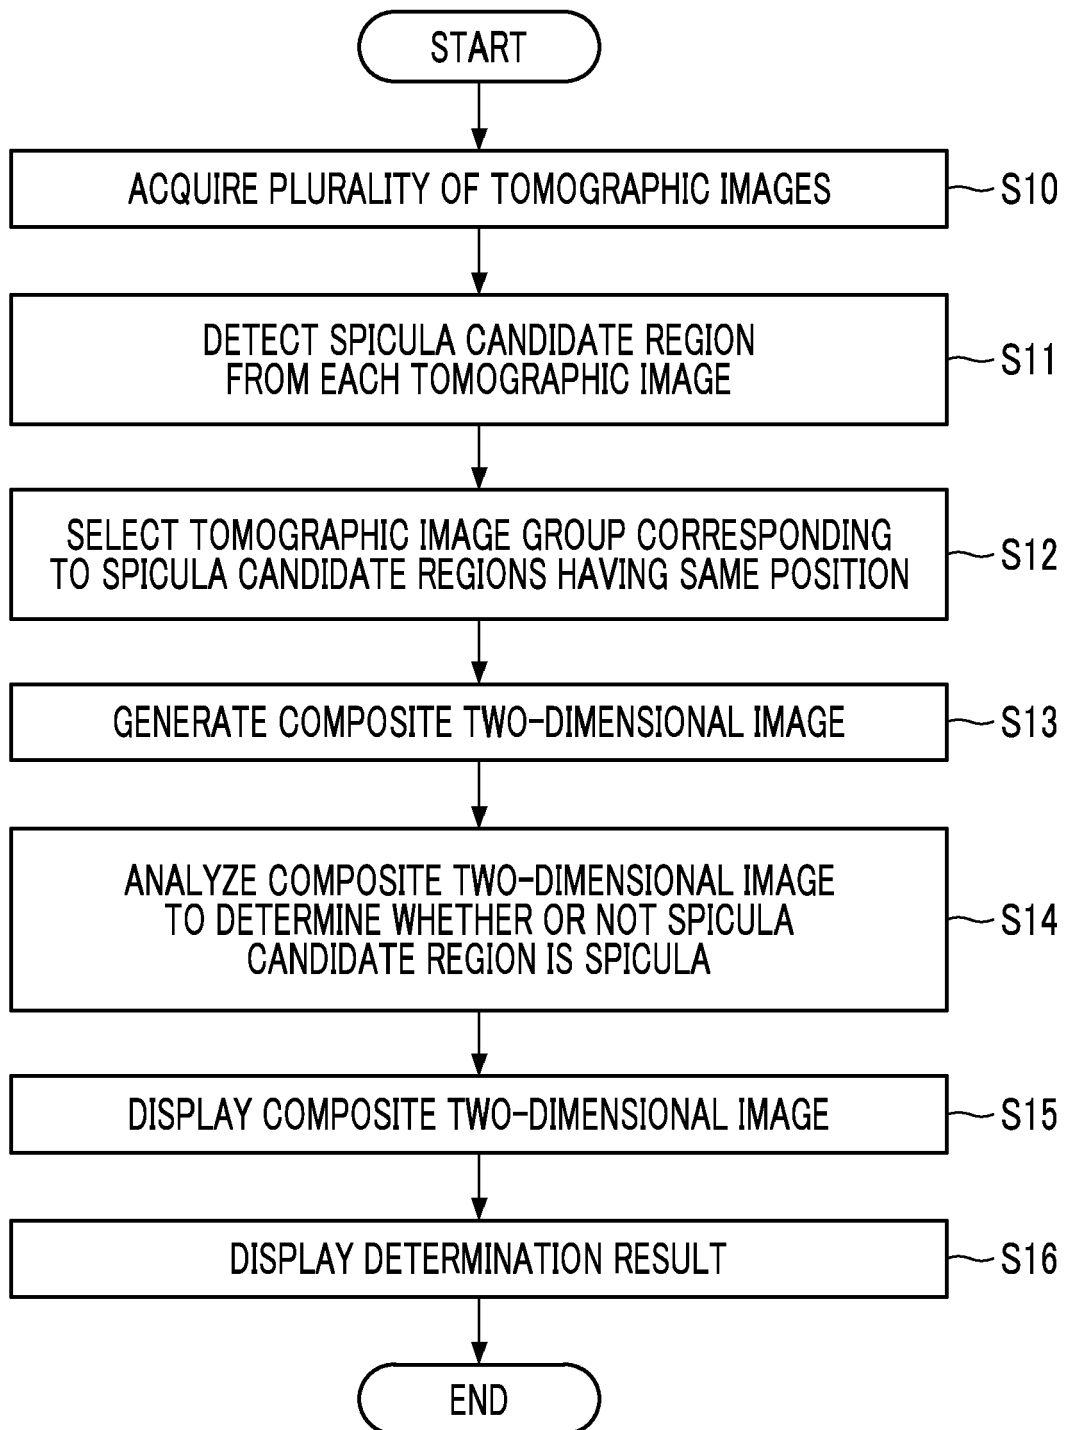 START
ACQUIRE PLURALITY OF TOMOGRAPHIC IMAGES
S10
DETECT SPICULA CANDIDATE REGION
FROM EACH TOMOGRAPHIC IMAGE
S11
SELECT TOMOGRAPHIC IMAGE GROUP CORRESPONDING
TO SPICULA CANDIDATE REGIONS HAVING SAME POSITION
S12
GENERATE COMPOSITE TWO-DIMENSIONAL IMAGE
S13
ANALYZE COMPOSITE TWO-DIMENSIONAL IMAGE
TO DETERMINE WHETHER OR NOT SPICULA
CANDIDATE REGION IS SPICULA
S14
DISPLAY COMPOSITE TWO-DIMENSIONAL IMAGE
S15
DISPLAY DETERMINATION RESULT
S16
END